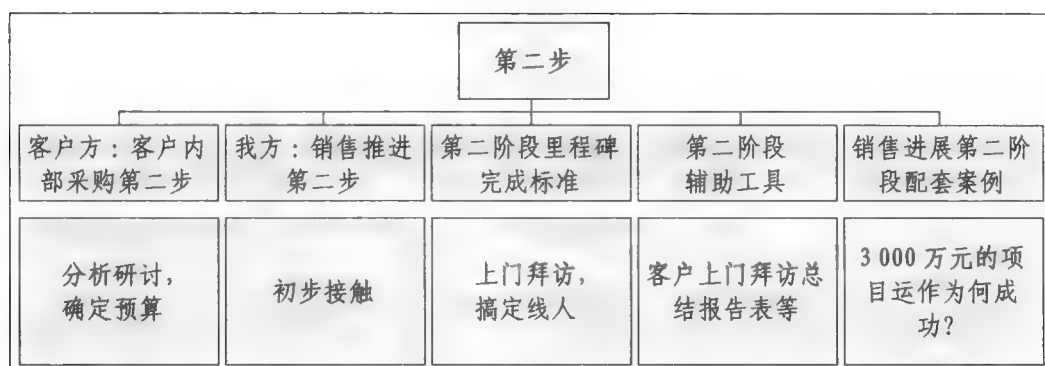 第二步
客户方:客户内
部采购第二步
我方:销售推进
第二步
第二阶段里程碑
完成标准
第二阶段
辅助工具
销售进展第二阶
段配套案例
分析研讨,
确定预算
初步接触
上门拜访,
搞定线人
客户上门拜访总
结报告表等
3 000 万元的项
目运作为何成
功?